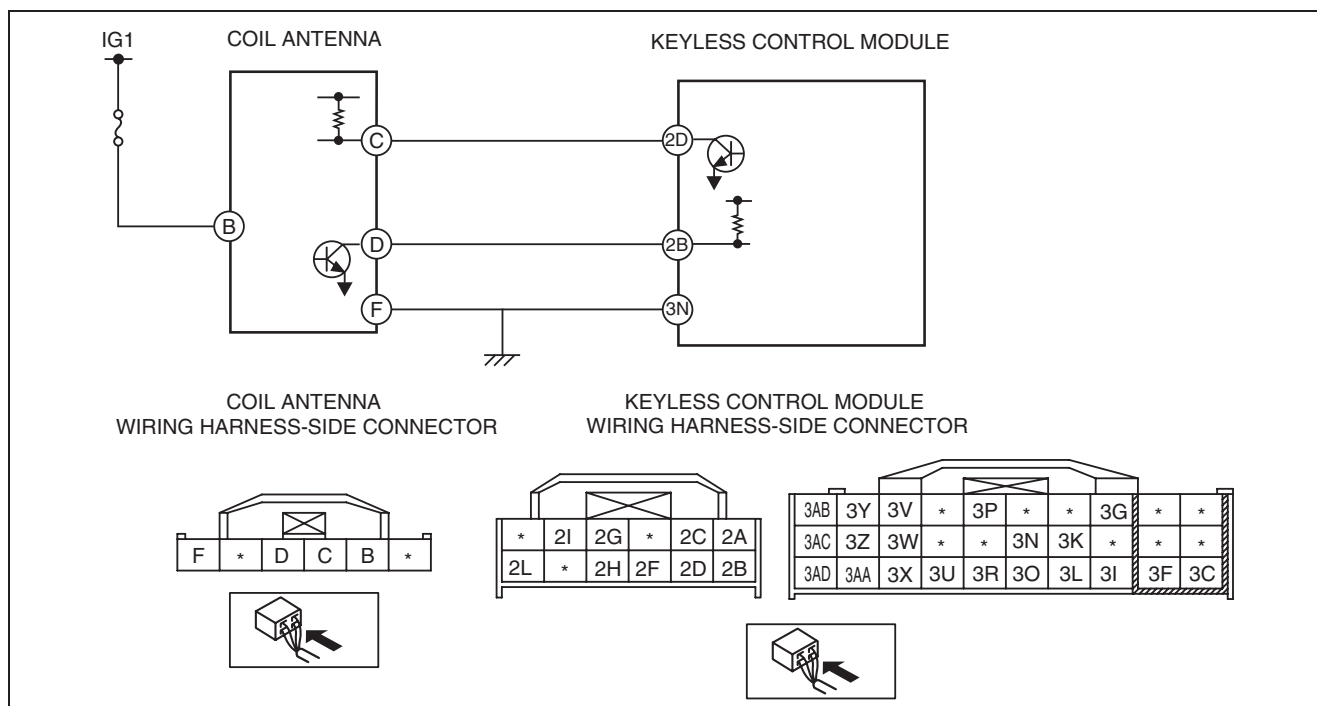 IG1
COIL ANTENNA
KEYLESS CONTROL MODULE
C
2D
B
D
2B
F
3N
COIL ANTENNA
WIRING HARNESS-SIDE CONNECTOR
KEYLESS CONTROL MODULE
WIRING HARNESS-SIDE CONNECTOR
F * D C B *
* 2I 2G * 2C 2A
2L * 2H 2F 2D 2B
3AB 3Y 3V * 3P * * 3G * *
3AC 3Z 3W * * 3N 3K * * *
3AD 3AA 3X 3U 3R 3O 3L 3I 3F 3C